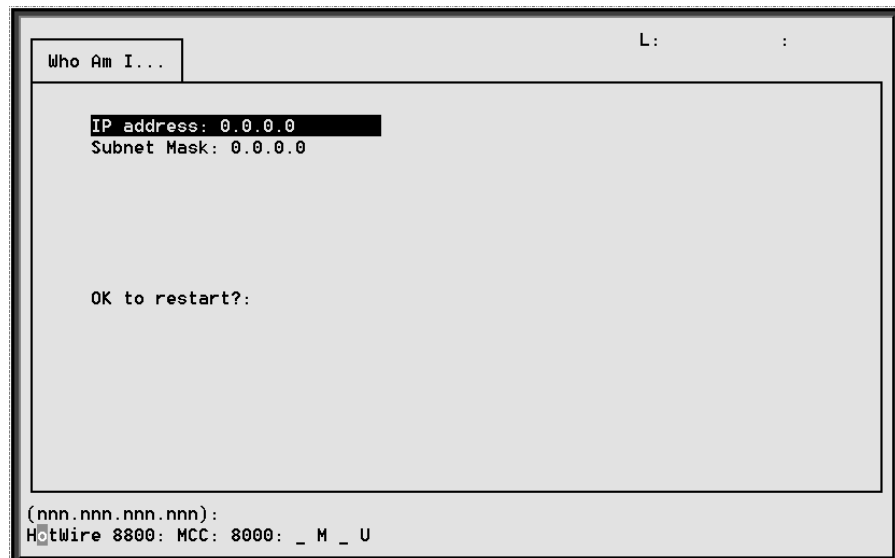 L: :
Who Am I...
IP address: 0.0.0.0
Subnet Mask: 0.0.0.0
OK to restart?:
(nnn.nnn.nnn.nnn):
HotWire 8800: MCC: 8000: _ M _ U